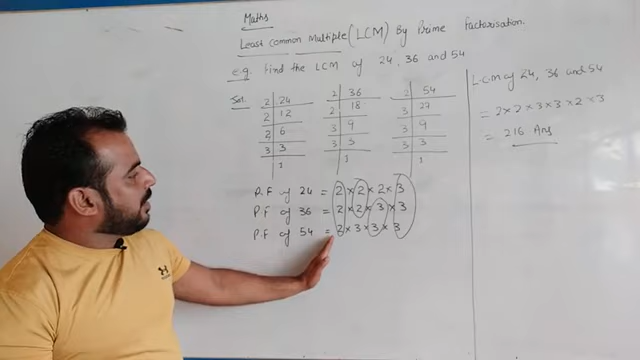 Maths
Least Common Multiple (LCM) By Prime Factorisation.
e.g. Find the LCM of 24, 36 and 54
Sol.
2 | 24
2 | 12
2 | 6
3 | 3
1
2 | 36
2 | 18
3 | 9
3 | 3
1
2 | 54
3 | 27
3 | 9
3 | 3
1
P.F of 24 = 2 × 2 × 2 × 3
P.F of 36 = 2 × 2 × 3 × 3
P.F of 54 = 2 × 3 × 3 × 3
LCM of 24, 36 and 54
= 2 × 2 × 3 × 3 × 2 × 3
= 216 Ans